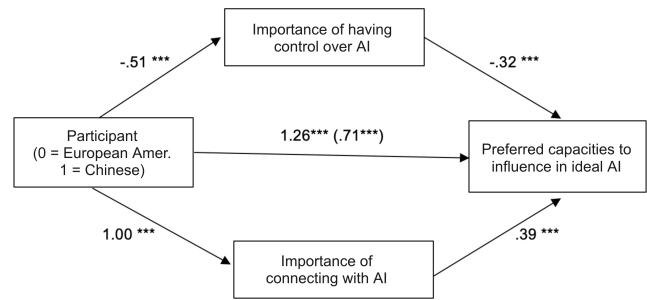 Importance of having
control over AI
-.51 ***
-.32 ***
Participant
(0 = European Amer.
1 = Chinese)
1.26*** (.71***)
Preferred capacities to
influence in ideal AI
1.00 ***
.39 ***
Importance of
connecting with AI